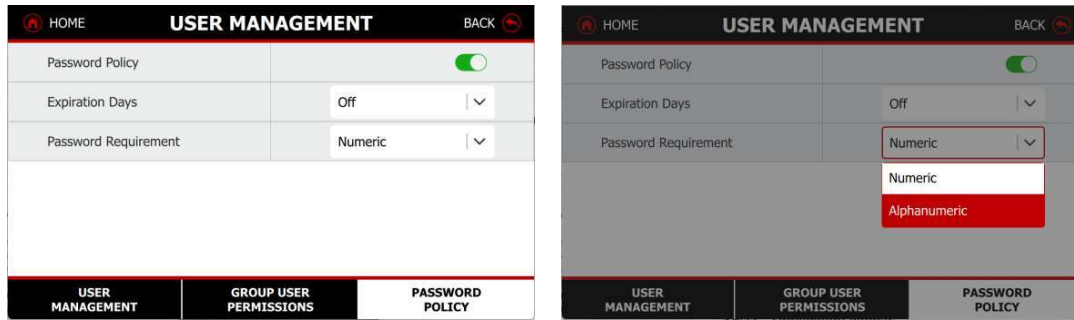 HOME USER MANAGEMENT BACK
Password Policy
Expiration Days Off
Password Requirement Numeric
USER MANAGEMENT
GROUP USER PERMISSIONS
PASSWORD POLICY
HOME USER MANAGEMENT BACK
Password Policy
Expiration Days Off
Password Requirement Numeric
Numeric
Alphanumeric
USER MANAGEMENT
GROUP USER PERMISSIONS
PASSWORD POLICY